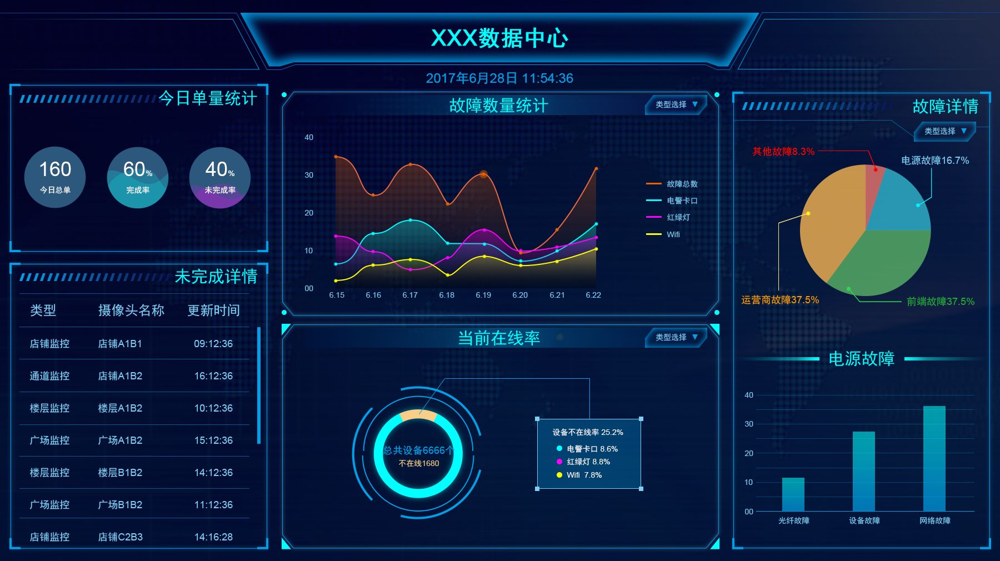 XXX数据中心
2017年6月28日 11:54:36
今日单量统计
160
今日总单
60%
完成率
40%
未完成率
未完成详情
类型 摄像头名称 更新时间
店铺监控 店铺A1B1 09:12:36
通道监控 店铺A1B2 16:12:36
楼层监控 楼层A1B2 10:12:36
广场监控 广场A1B2 15:12:36
楼层监控 楼层B1B2 14:12:36
广场监控 广场B1B2 11:12:36
店铺监控 店铺C2B3 14:16:28
故障数量统计
类型选择 ▼
40
30
20
10
00
6.15 6.16 6.17 6.18 6.19 6.20 6.21 6.22
故障总数
电警卡口
红绿灯
Wifi
当前在线率
类型选择 ▼
总共设备6666个
不在线1680
设备不在线率 25.2%
电警卡口 8.6%
红绿灯 8.8%
Wifi 7.8%
故障详情
类型选择 ▼
其他故障8.3%
电源故障16.7%
运营商故障37.5%
前端故障37.5%
电源故障
40
30
20
10
00
光纤故障 设备故障 网络故障